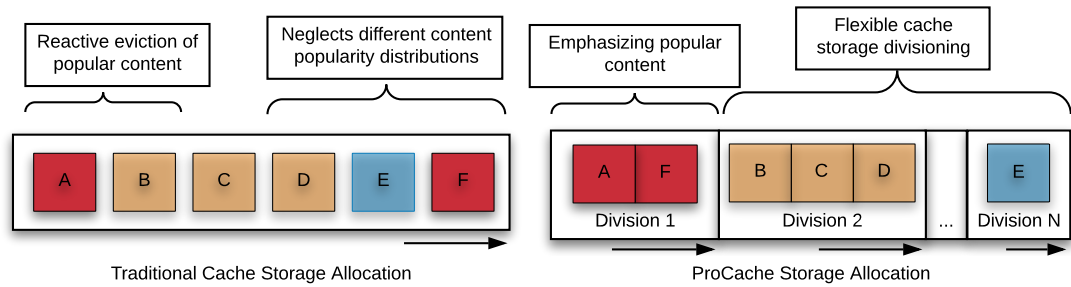 Reactive eviction of
popular content
Neglects different content
popularity distributions
A
B
C
D
E
F
Traditional Cache Storage Allocation
Emphasizing popular
content
Flexible cache
storage divisioning
A
F
Division 1
B
C
D
Division 2
...
E
Division N
ProCache Storage Allocation